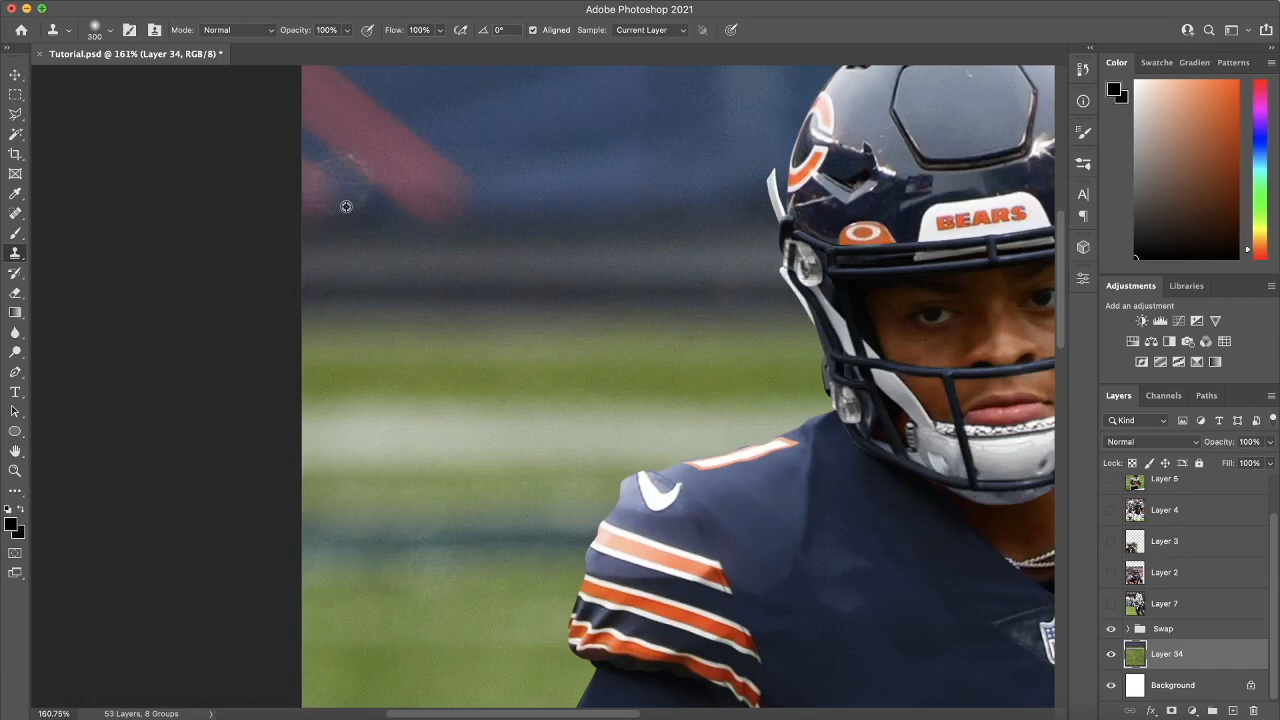 Adobe Photoshop 2021
300 Mode: Normal Opacity: 100% Flow: 100% 0° Aligned Sample: Current Layer
Tutorial.psd @ 161% (Layer 34, RGB/8) *
Color Swatche Gradien Patterns
BEARS
Adjustments Libraries
Add an adjustment
Layers Channels Paths
Kind
Normal Opacity: 100%
Lock: Fill: 100%
Layer 5
Layer 4
Layer 3
Layer 2
Layer 7
Swap
Layer 34
Background
160.75% 53 Layers, 8 Groups